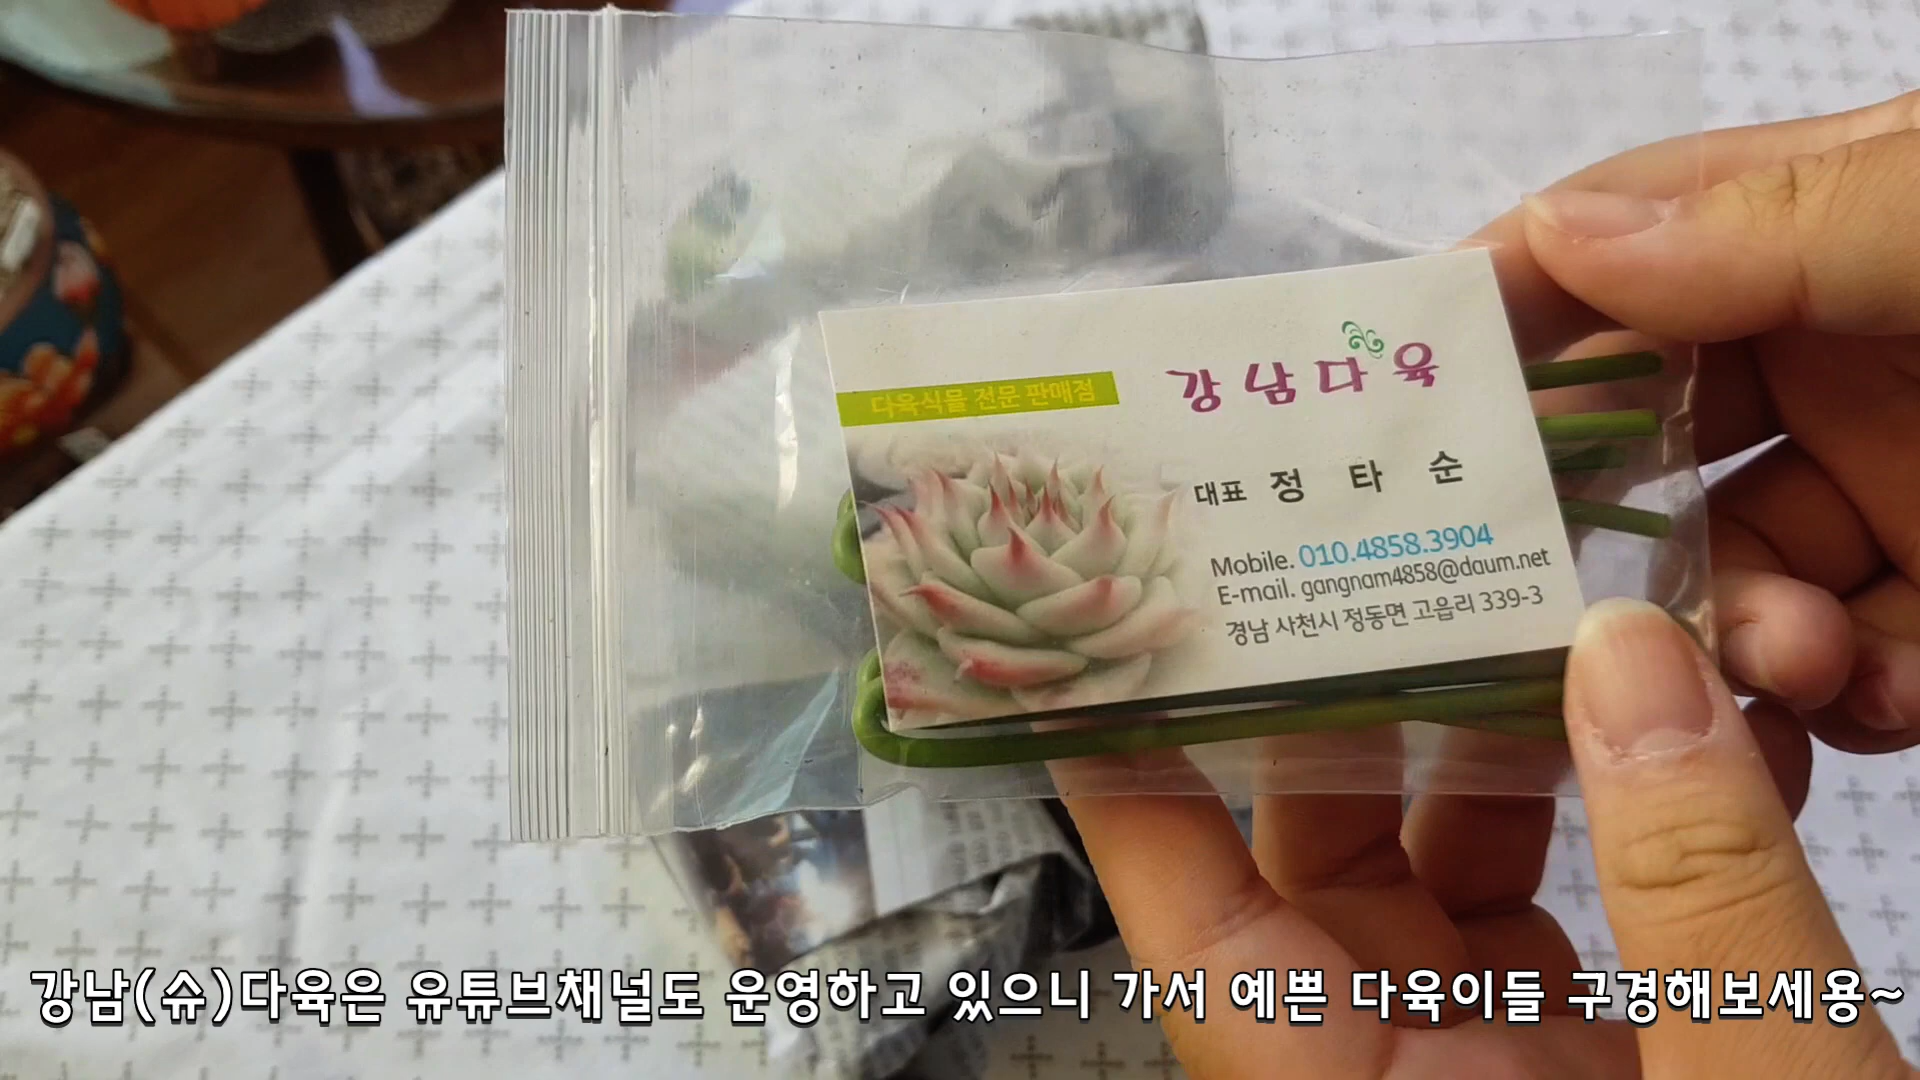 다육식물 전문 판매점
강남다육
대표 정 타 순
Mobile. 010.4858.3904
E-mail. gangnam4858@daum.net
경남 사천시 정동면 고읍리 339-3
강남(슈)다육은 유튜브채널도 운영하고 있으니 가서 예쁜 다육이들 구경해보세용~